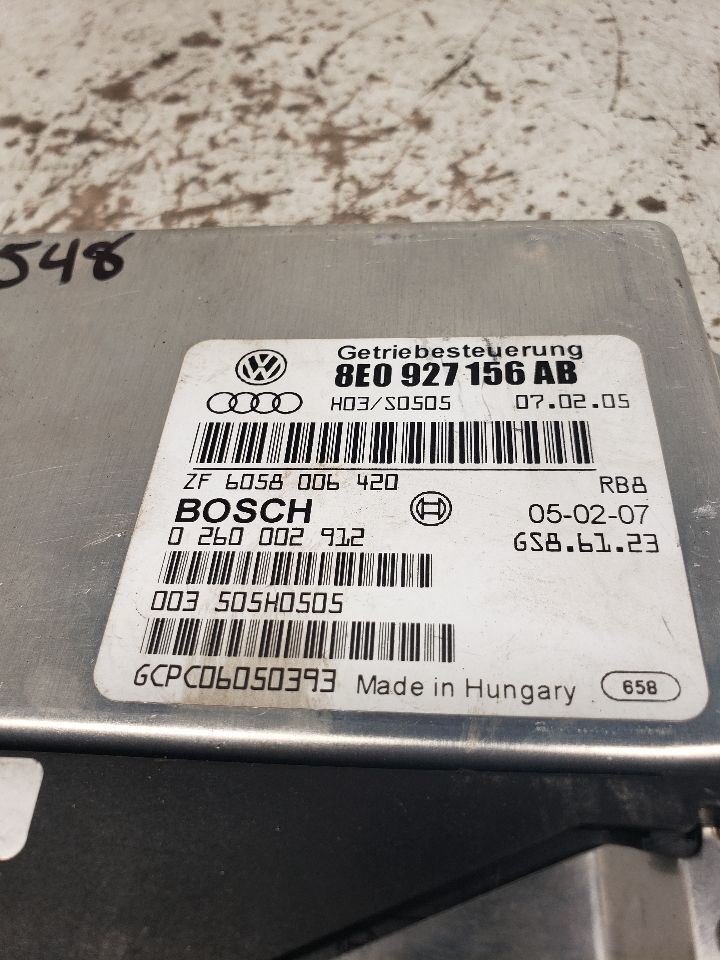 548
Getriebesteuerung
8E0 927 156 AB
H03/S0505 07.02.05
ZF 6058 006 420 RB8
BOSCH 05-02-07
0 260 002 912 GS8.61.23
003 505H0505
GCPC06050393 Made in Hungary 658